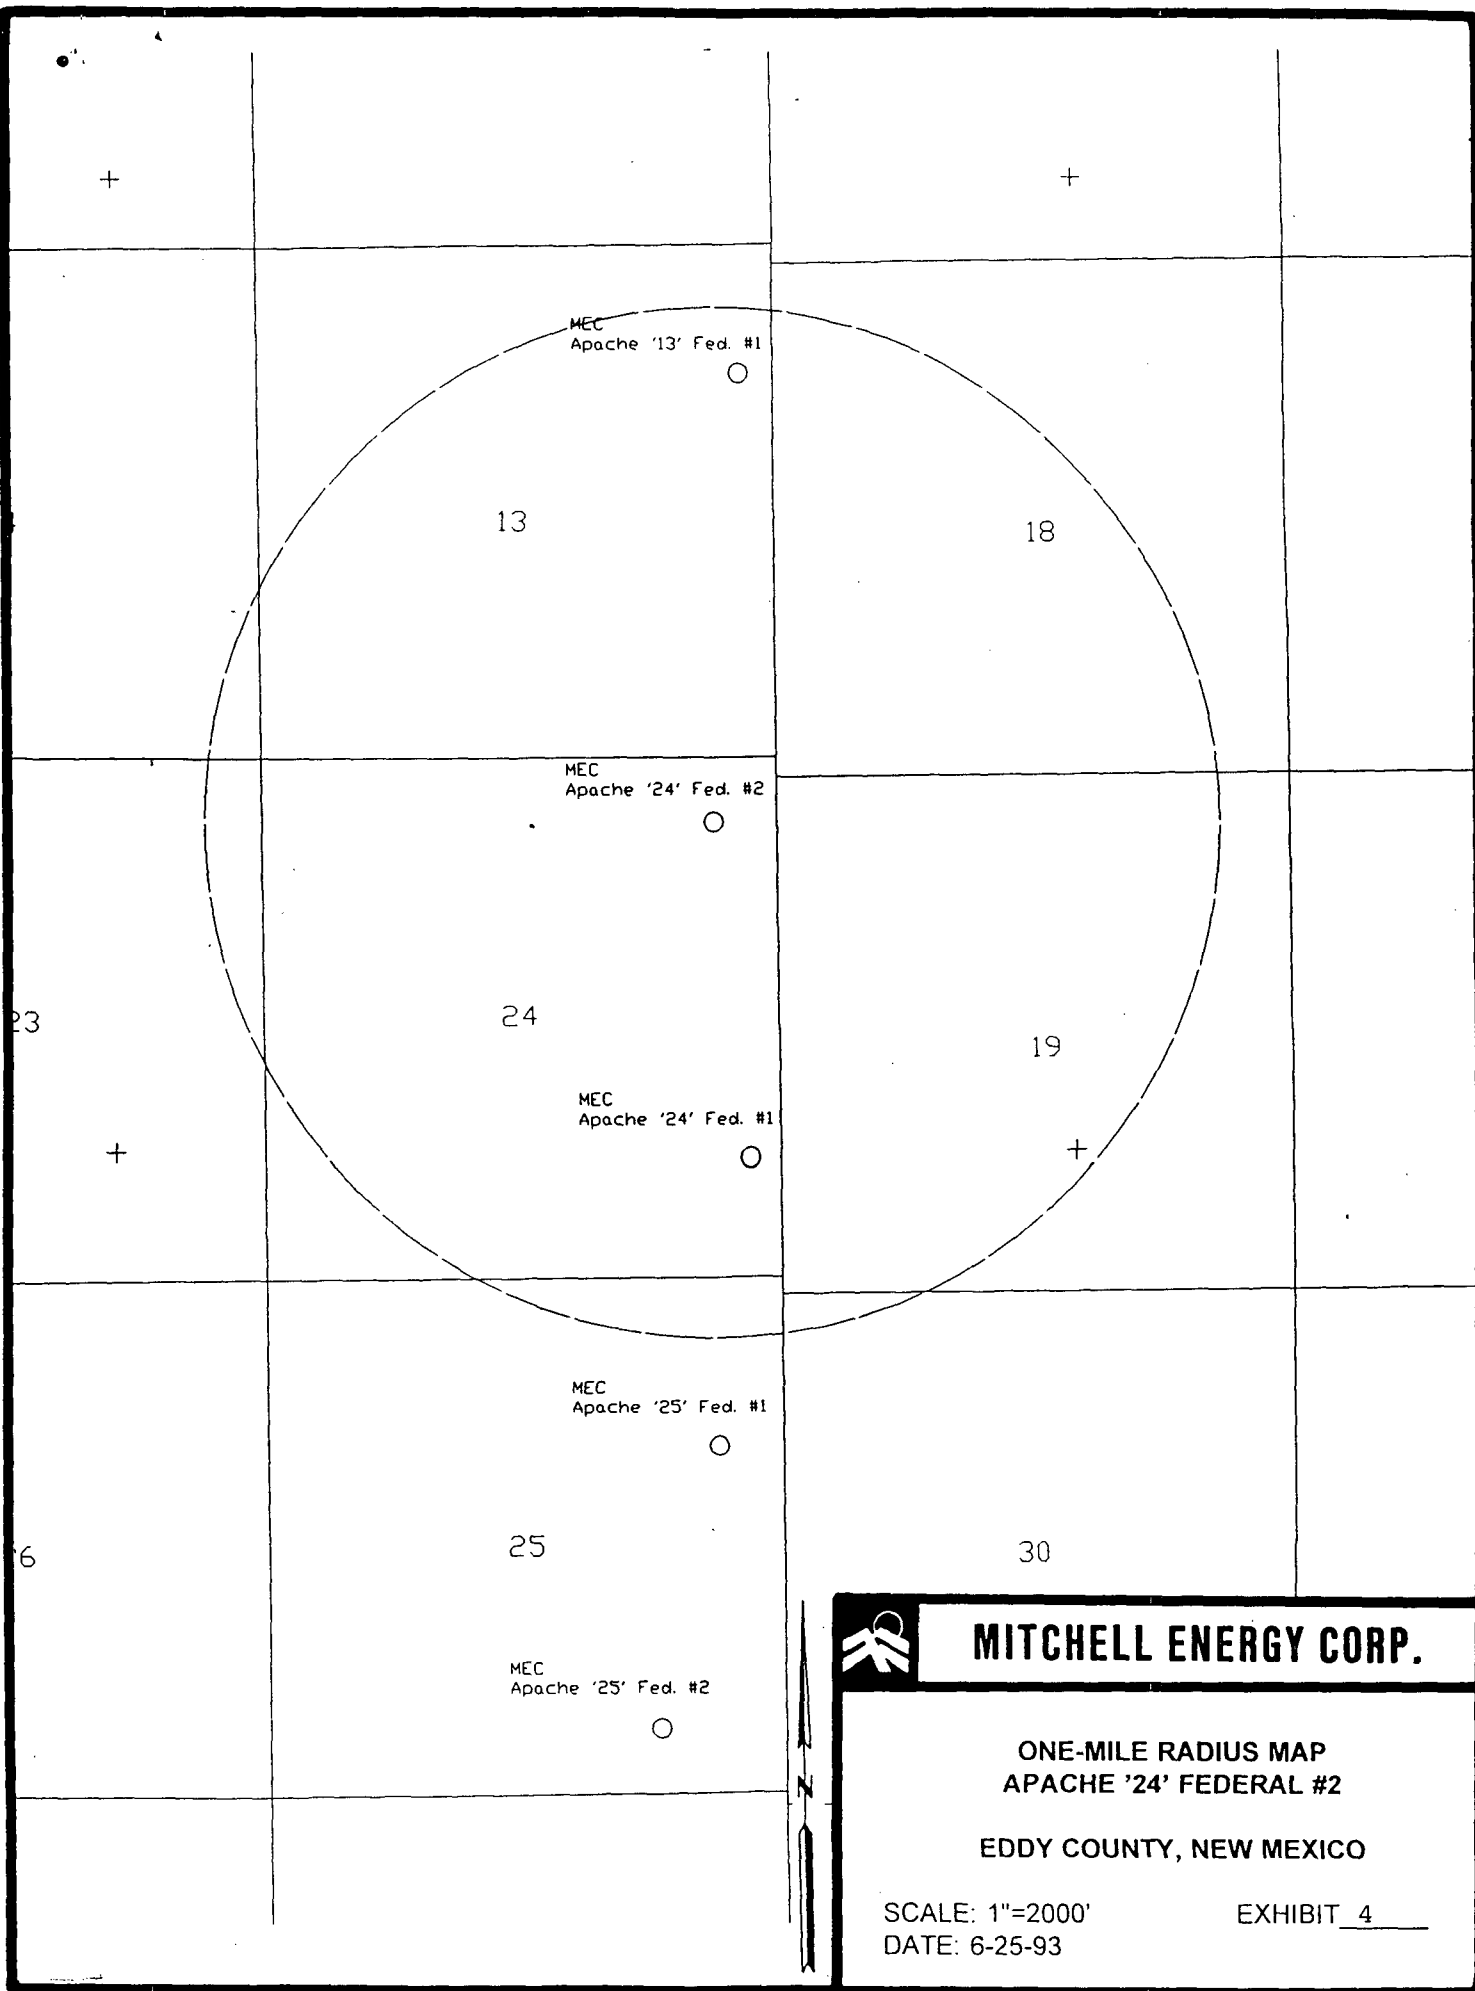 MEC
Apache '13' Fed. #1
13
18
MEC
Apache '24' Fed. #2
23
24
19
MEC
Apache '24' Fed. #1
MEC
Apache '25' Fed. #1
6
25
30
MEC
Apache '25' Fed. #2
N
MITCHELL ENERGY CORP.
ONE-MILE RADIUS MAP
APACHE '24' FEDERAL #2
EDDY COUNTY, NEW MEXICO
SCALE: 1"=2000' EXHIBIT 4
DATE: 6-25-93